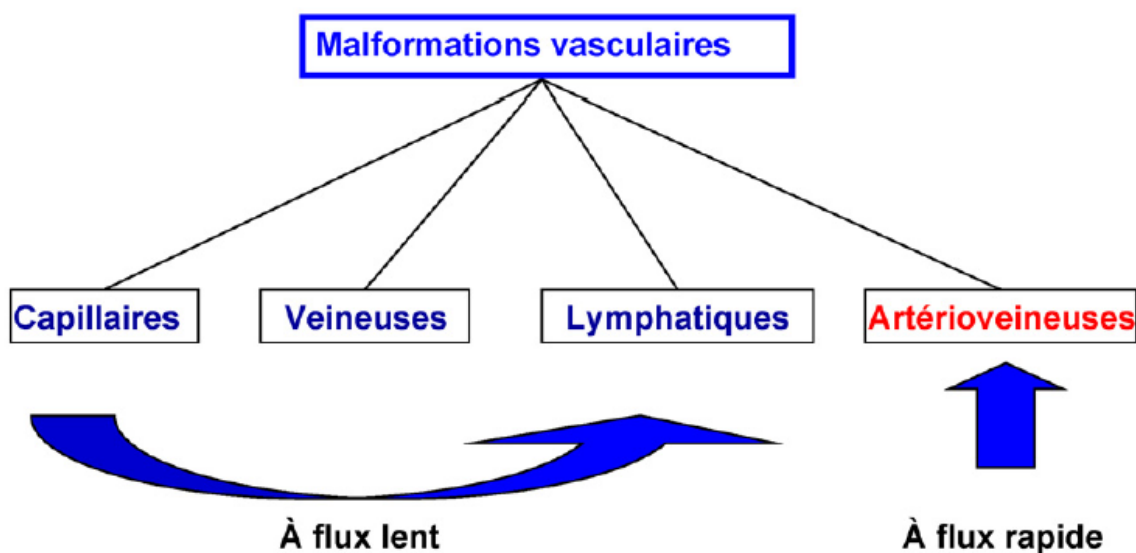 Malformations vasculaires
Capillaires
Veineuses
Lymphatiques
Artérioveineuses
À flux lent
À flux rapide